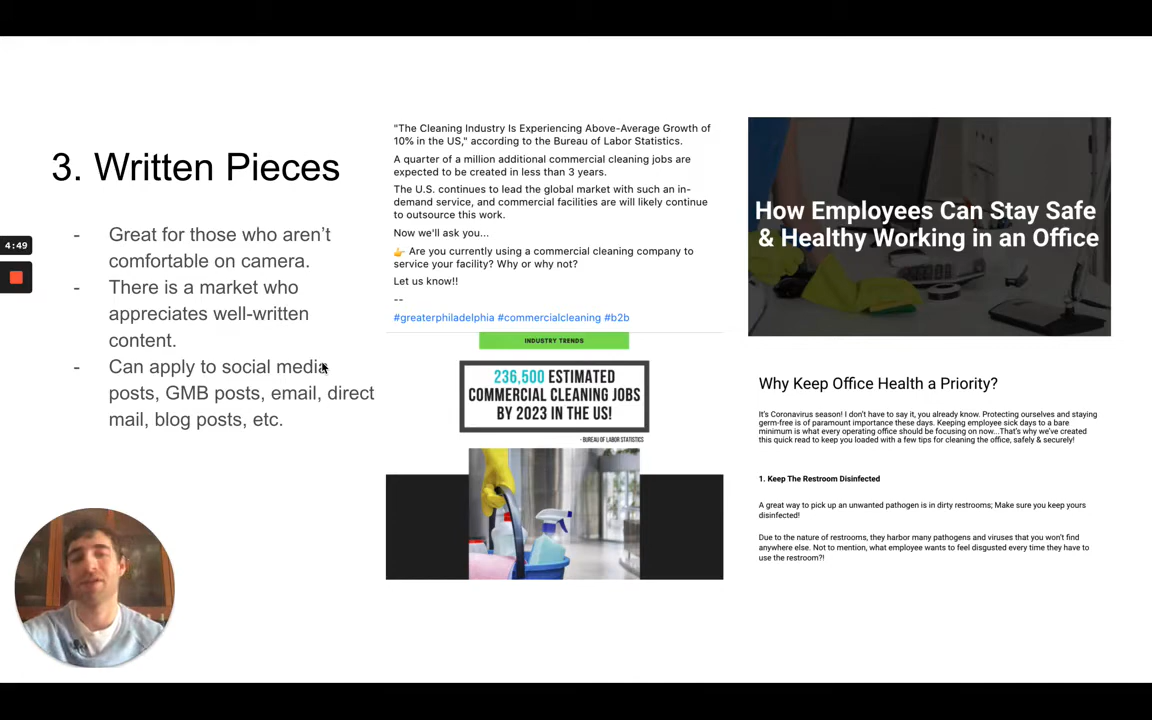 3. Written Pieces
- Great for those who aren't
comfortable on camera.
- There is a market who
appreciates well-written
content.
- Can apply to social media
posts, GMB posts, email, direct
mail, blog posts, etc.
4:49
"The Cleaning Industry Is Experiencing Above-Average Growth of
10% in the US," according to the Bureau of Labor Statistics.
A quarter of a million additional commercial cleaning jobs are
expected to be created in less than 3 years.
The U.S. continues to lead the global market with such an in-
demand service, and commercial facilities are will likely continue
to outsource this work.
Now we'll ask you...
👉 Are you currently using a commercial cleaning company to
service your facility? Why or why not?
Let us know!!
--
#greaterphiladelphia #commercialcleaning #b2b
INDUSTRY TRENDS
236,500 ESTIMATED
COMMERCIAL CLEANING JOBS
BY 2023 IN THE US!
- BUREAU OF LABOR STATISTICS
How Employees Can Stay Safe
& Healthy Working in an Office
Why Keep Office Health a Priority?
It's Coronavirus season! I don't have to say it, you already know. Protecting ourselves and staying
germ-free is of paramount importance these days. Keeping employee sick days to a bare
minimum is what every operating office should be focusing on now...That's why we've created
this quick read to keep you loaded with a few tips for cleaning the office, safely & securely!
1. Keep The Restroom Disinfected
A great way to pick up an unwanted pathogen is in dirty restrooms; Make sure you keep yours
disinfected!
Due to the nature of restrooms, they harbor many pathogens and viruses that you won't find
anywhere else. Not to mention, what employee wants to feel disgusted every time they have to
use the restroom?!